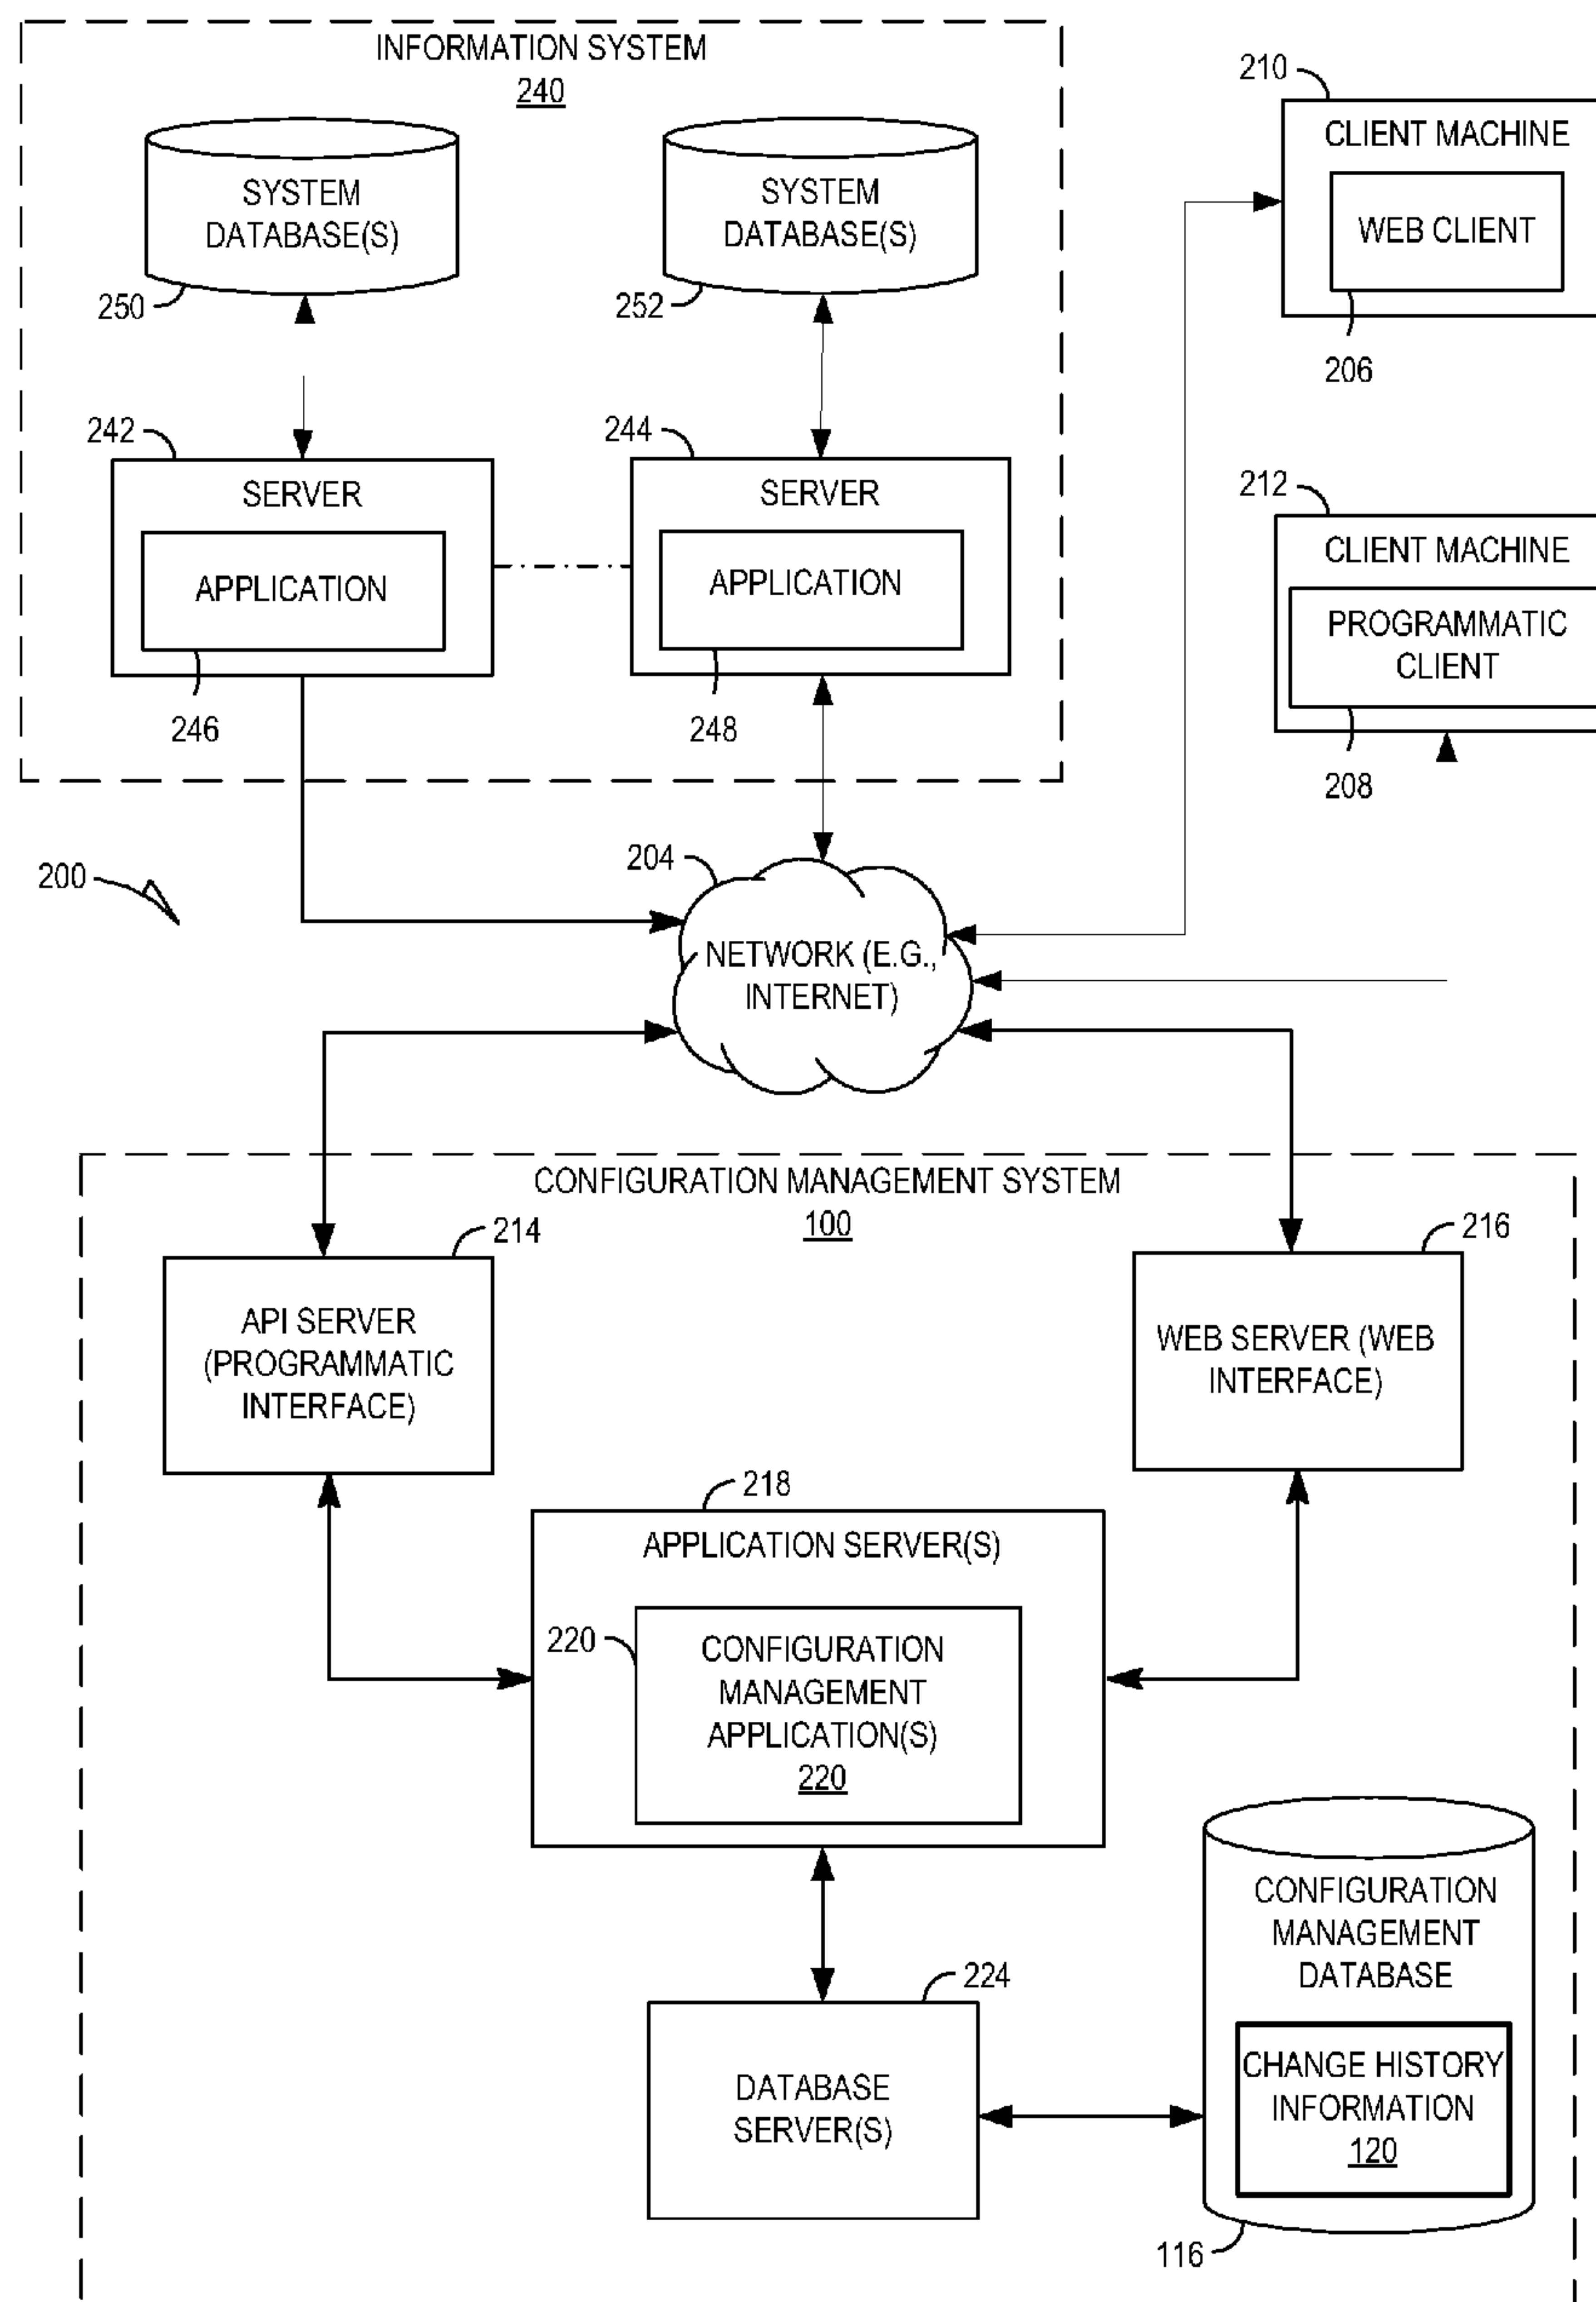 INFORMATION SYSTEM
240
SYSTEM
DATABASE(S)
250
SYSTEM
DATABASE(S)
252
210
CLIENT MACHINE
WEB CLIENT
206
242
SERVER
APPLICATION
246
244
SERVER
APPLICATION
248
212
CLIENT MACHINE
PROGRAMMATIC
CLIENT
208
200
204
NETWORK (E.G.,
INTERNET)
CONFIGURATION MANAGEMENT SYSTEM
100
214
API SERVER
(PROGRAMMATIC
INTERFACE)
216
WEB SERVER (WEB
INTERFACE)
218
APPLICATION SERVER(S)
220
CONFIGURATION
MANAGEMENT
APPLICATION(S)
220
224
DATABASE
SERVER(S)
CONFIGURATION
MANAGEMENT
DATABASE
CHANGE HISTORY
INFORMATION
120
116